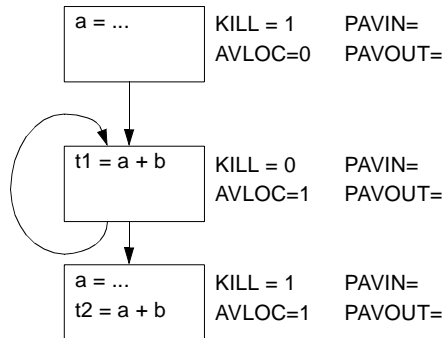 a = ... KILL = 1 PAVIN=
AVLOC=0 PAVOUT=
t1 = a + b KILL = 0 PAVIN=
AVLOC=1 PAVOUT=
a = ... KILL = 1 PAVIN=
t2 = a + b AVLOC=1 PAVOUT=